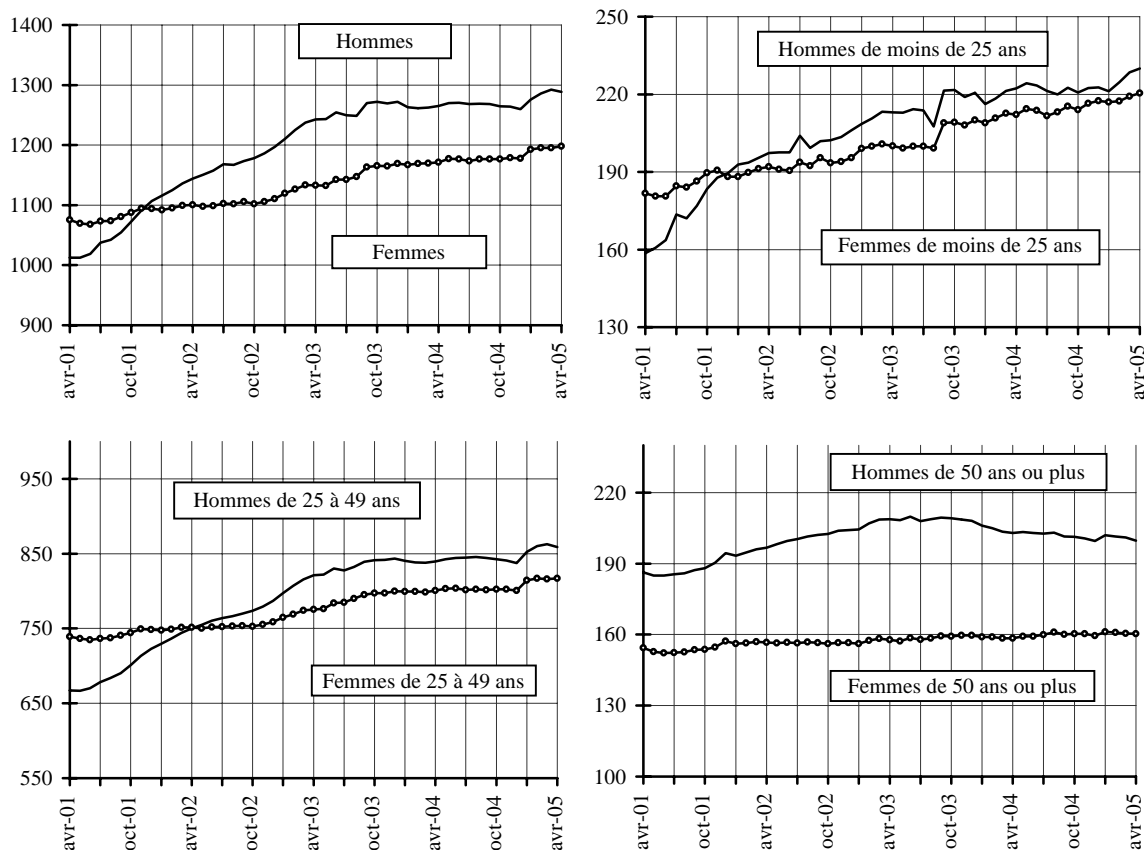 1400
1300
1200
1100
1000
900
Hommes
Femmes
avr-01
oct-01
avr-02
oct-02
avr-03
oct-03
avr-04
oct-04
avr-05
250
220
190
160
130
Hommes de moins de 25 ans
Femmes de moins de 25 ans
avr-01
oct-01
avr-02
oct-02
avr-03
oct-03
avr-04
oct-04
avr-05
950
850
750
650
550
Hommes de 25 à 49 ans
Femmes de 25 à 49 ans
avr-01
oct-01
avr-02
oct-02
avr-03
oct-03
avr-04
oct-04
avr-05
220
190
160
130
100
Hommes de 50 ans ou plus
Femmes de 50 ans ou plus
avr-01
oct-01
avr-02
oct-02
avr-03
oct-03
avr-04
oct-04
avr-05